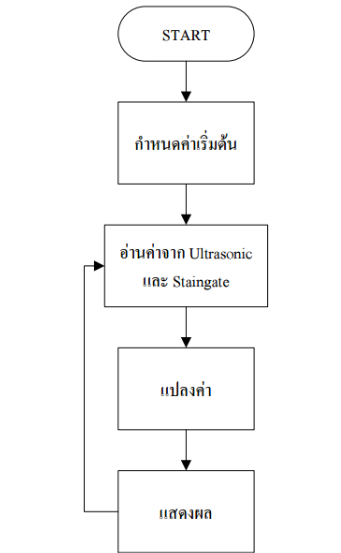 START
กำหนดค่าเริ่มต้น
อ่านค่าจาก Ultrasonic
และ Staingate
แปลงค่า
แสดงผล